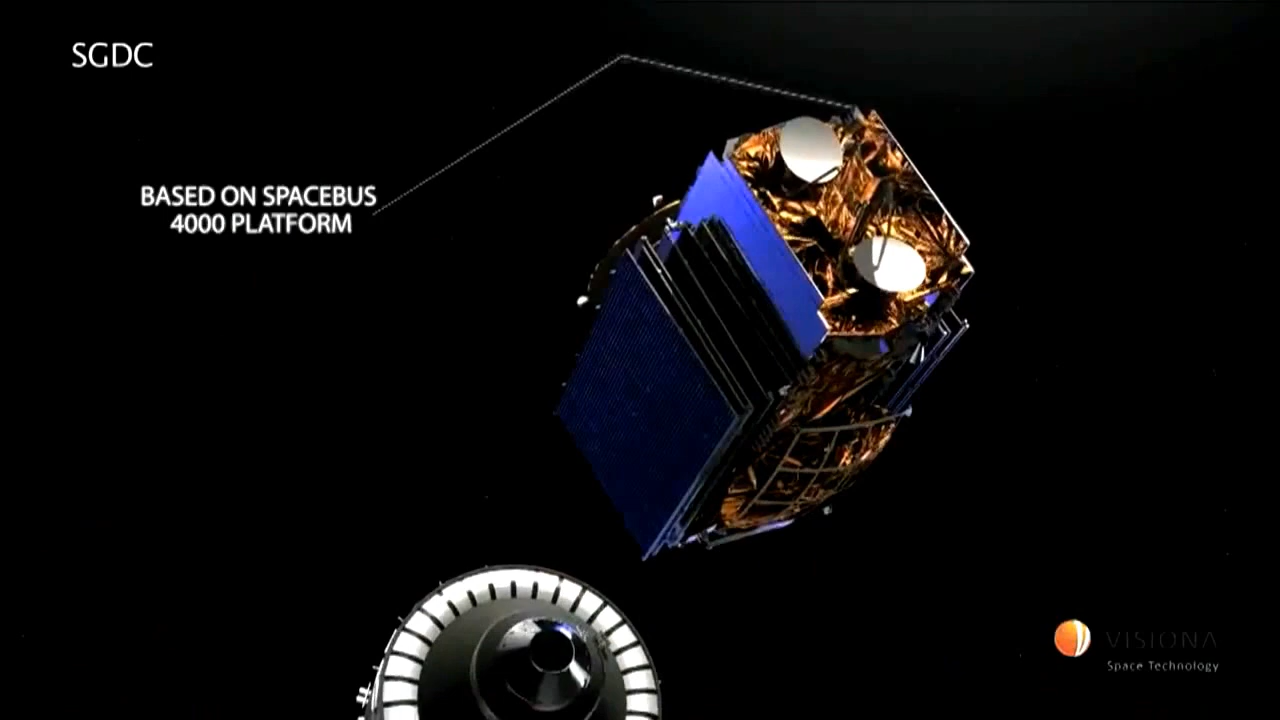 SGDC
BASED ON SPACEBUS
4000 PLATFORM
VISIONA
Space Technology